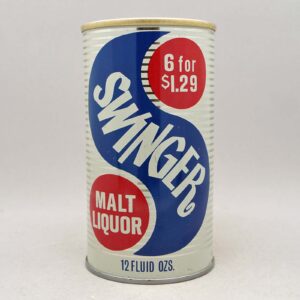 6 for
$1.29
SWINGER
MALT
LIQUOR
12 FLUID OZS.